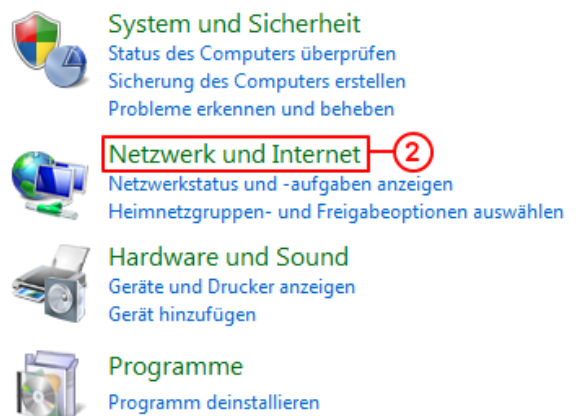 System und Sicherheit
Status des Computers überprüfen
Sicherung des Computers erstellen
Probleme erkennen und beheben
Netzwerk und Internet 2
Netzwerkstatus und -aufgaben anzeigen
Heimnetzgruppen- und Freigabeoptionen auswählen
Hardware und Sound
Geräte und Drucker anzeigen
Gerät hinzufügen
Programme
Programm deinstallieren